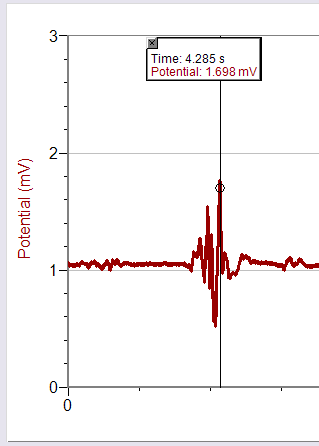 3
Time: 4.285 s
Potential: 1.698 mV
2
Potential (mV)
1
0
0